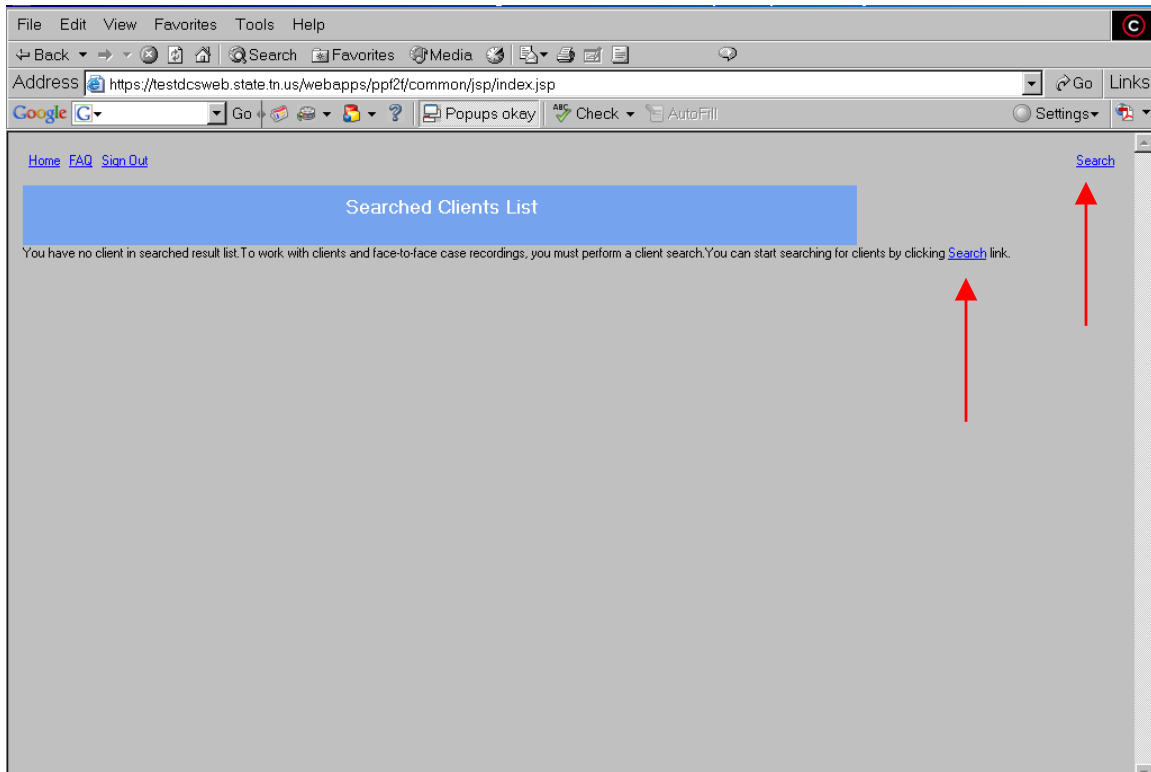 File Edit View Favorites Tools Help
Back Search Favorites Media
Address https://testdcsweb.state.tn.us/webapps/ppf2f/common/jsp/index.jsp Go Links
Google G Go Popups okay ABC Check AutoFill Settings
Home FAQ Sign Out Search
Searched Clients List
You have no client in searched result list.To work with clients and face-to-face case recordings, you must perform a client search.You can start searching for clients by clicking Search link.